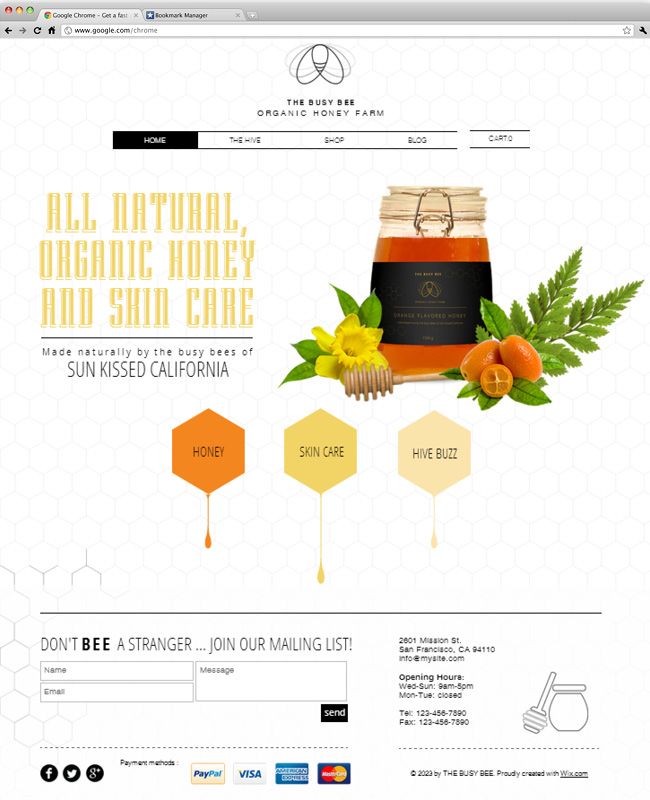 Google Chrome - Get a fast
Bookmark Manager
www.google.com/chrome
THE BUSY BEE
ORGANIC HONEY FARM
HOME THE HIVE SHOP BLOG CART:0
ALL NATURAL,
ORGANIC HONEY
AND SKIN CARE
Made naturally by the busy bees of
SUN KISSED CALIFORNIA
THE BUSY BEE
ORGANIC HONEY FARM
ORANGE FLAVORED HONEY
HONEY
SKIN CARE
HIVE BUZZ
DON'T BEE A STRANGER ... JOIN OUR MAILING LIST!
Name
Message
Email
send
2601 Mission St.
San Francisco, CA 94110
info@mysite.com
Opening Hours:
Wed-Sun: 9am-5pm
Mon-Tue: closed
Tel: 123-456-7890
Fax: 123-456-7890
Payment methods :
PayPal
VISA
AMERICAN EXPRESS
MasterCard
© 2023 by THE BUSY BEE. Proudly created with Wix.com